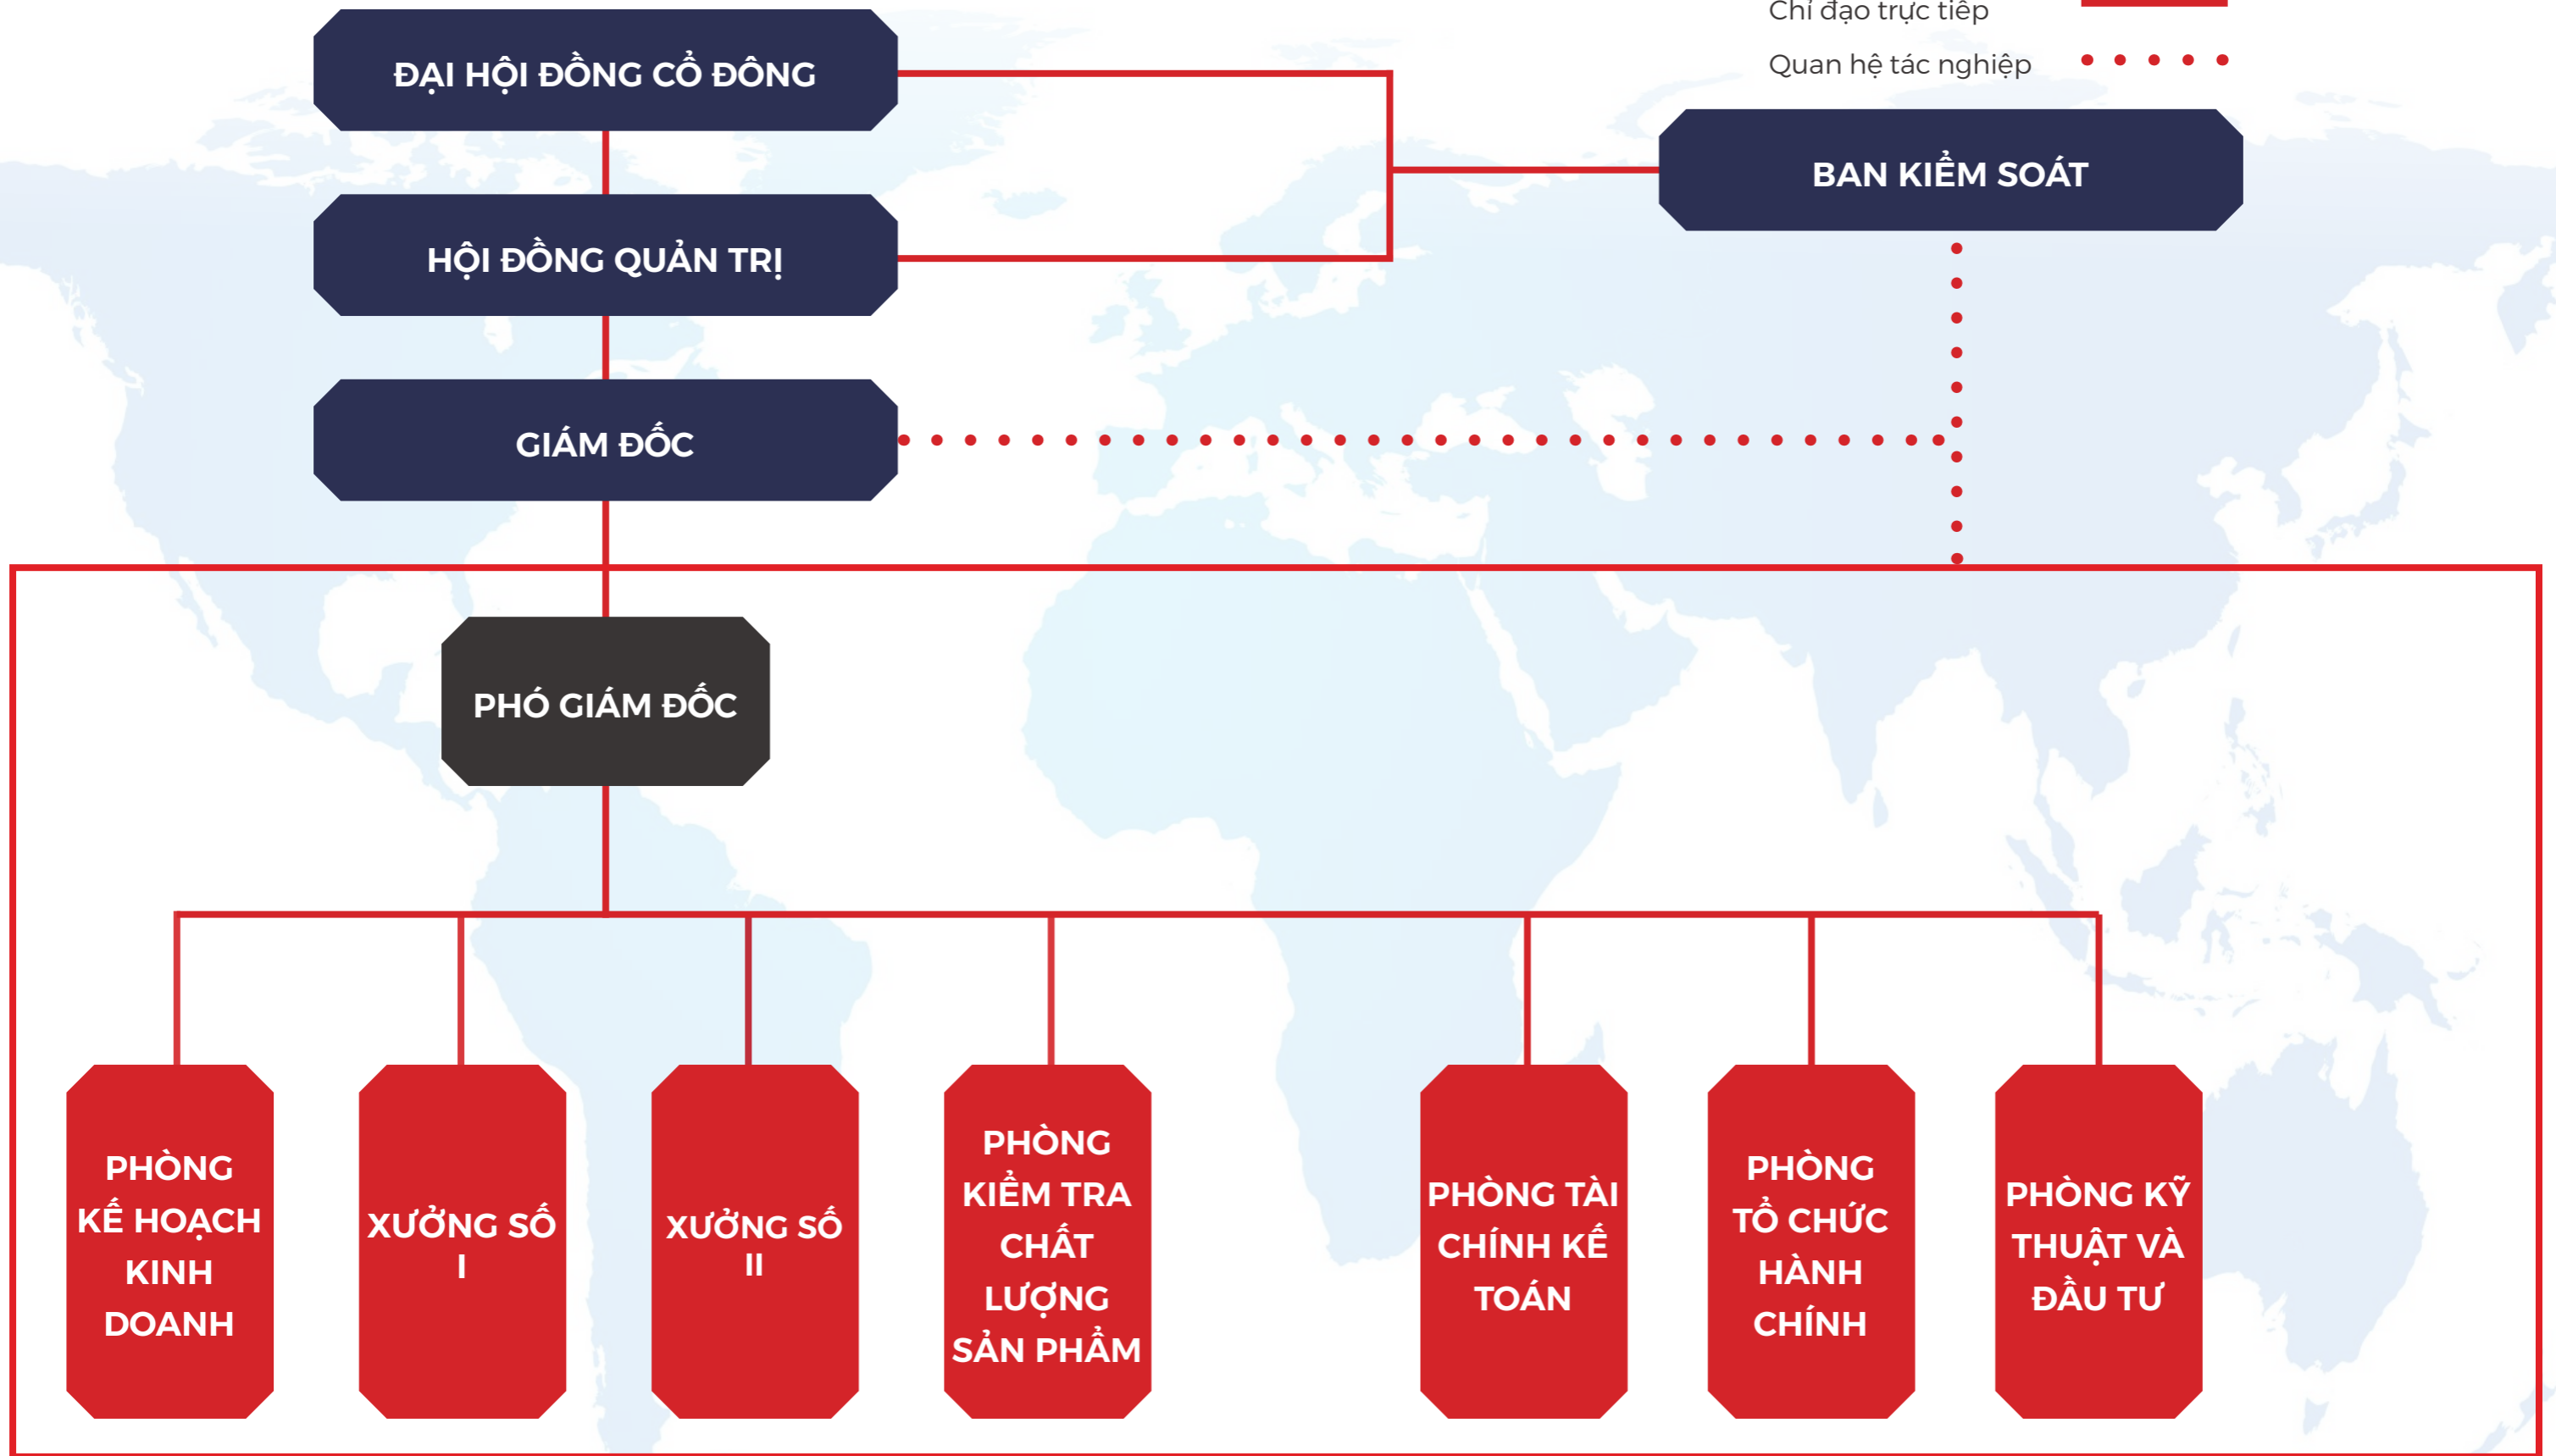 Chỉ đạo trực tiếp
Quan hệ tác nghiệp
ĐẠI HỘI ĐỒNG CỔ ĐÔNG
BAN KIỂM SOÁT
HỘI ĐỒNG QUẢN TRỊ
GIÁM ĐỐC
PHÓ GIÁM ĐỐC
PHÒNG
KẾ HOẠCH
KINH
DOANH
XƯỞNG SỐ
I
XƯỞNG SỐ
II
PHÒNG
KIỂM TRA
CHẤT
LƯỢNG
SẢN PHẨM
PHÒNG TÀI
CHÍNH KẾ
TOÁN
PHÒNG
TỔ CHỨC
HÀNH
CHÍNH
PHÒNG KỸ
THUẬT VÀ
ĐẦU TƯ